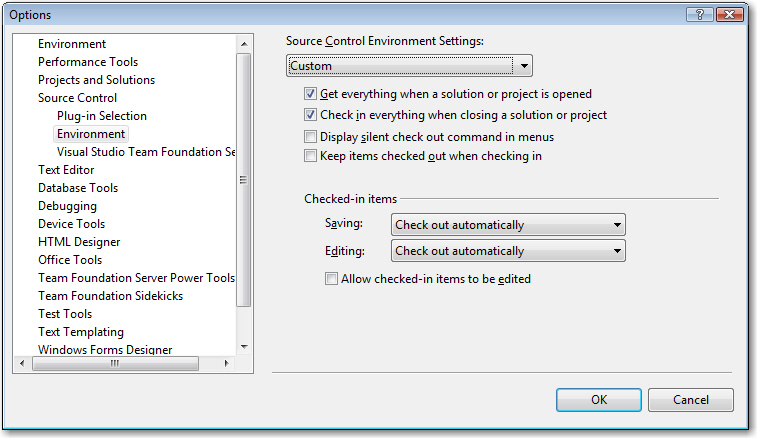 Options
Environment
Performance Tools
Projects and Solutions
Source Control
Plug-in Selection
Environment
Visual Studio Team Foundation Se
Text Editor
Database Tools
Debugging
Device Tools
HTML Designer
Office Tools
Team Foundation Server Power Tools
Team Foundation Sidekicks
Test Tools
Text Templating
Windows Forms Designer
Source Control Environment Settings:
Custom
Get everything when a solution or project is opened
Check in everything when closing a solution or project
Display silent check out command in menus
Keep items checked out when checking in
Checked-in items
Saving: Check out automatically
Editing: Check out automatically
Allow checked-in items to be edited
OK Cancel